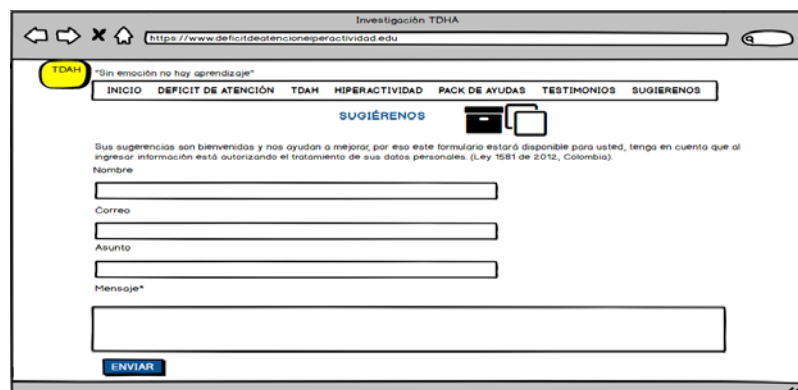 Investigación TDHA
https://www.deficitdeatencioneiperactividad.edu
TDAH
"Sin emoción no hay aprendizaje"
INICIO DEFICIT DE ATENCIÓN TDAH HIPERACTIVIDAD PACK DE AYUDAS TESTIMONIOS SUGIERENOS
SUGIÉRENOS
Sus sugerencias son bienvenidas y nos ayudan a mejorar, por eso este formulario estará disponible para usted, tenga en cuenta que al
ingresar información está autorizando el tratamiento de sus datos personales. (Ley 1581 de 2012, Colombia).
Nombre
Correo
Asunto
Mensaje*
ENVIAR